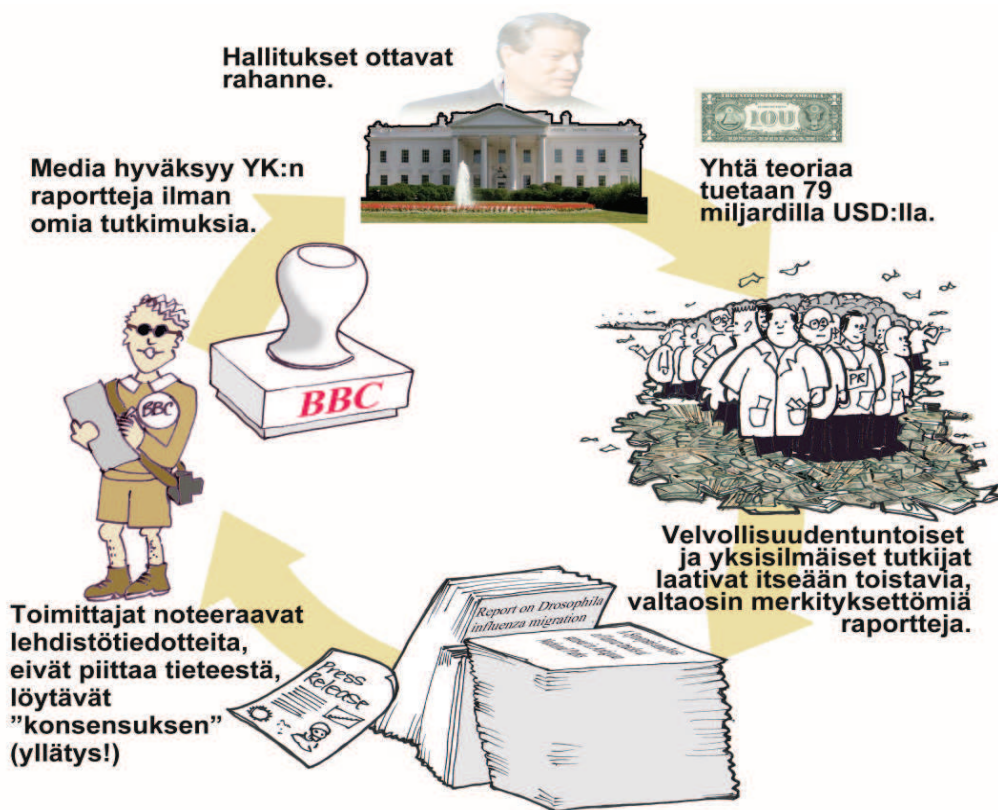 Hallitukset ottavat
rahanne.
Yhtä teoriaa
tuetaan 79
miljardilla USD:lla.
Velvollisuudentuntoiset
ja yksisilmäiset tutkijat
laativat itseään toistavia,
valtaosin merkityksettömiä
raportteja.
PR
Report on Drosophila
influenza migration
Press
Release
Toimittajat noteeraavat
lehdistötiedotteita,
eivät piittaa tieteestä,
löytävät
”konsensuksen”
(yllätys!)
BBC
BBC
Media hyväksyy YK:n
raportteja ilman
omia tutkimuksia.